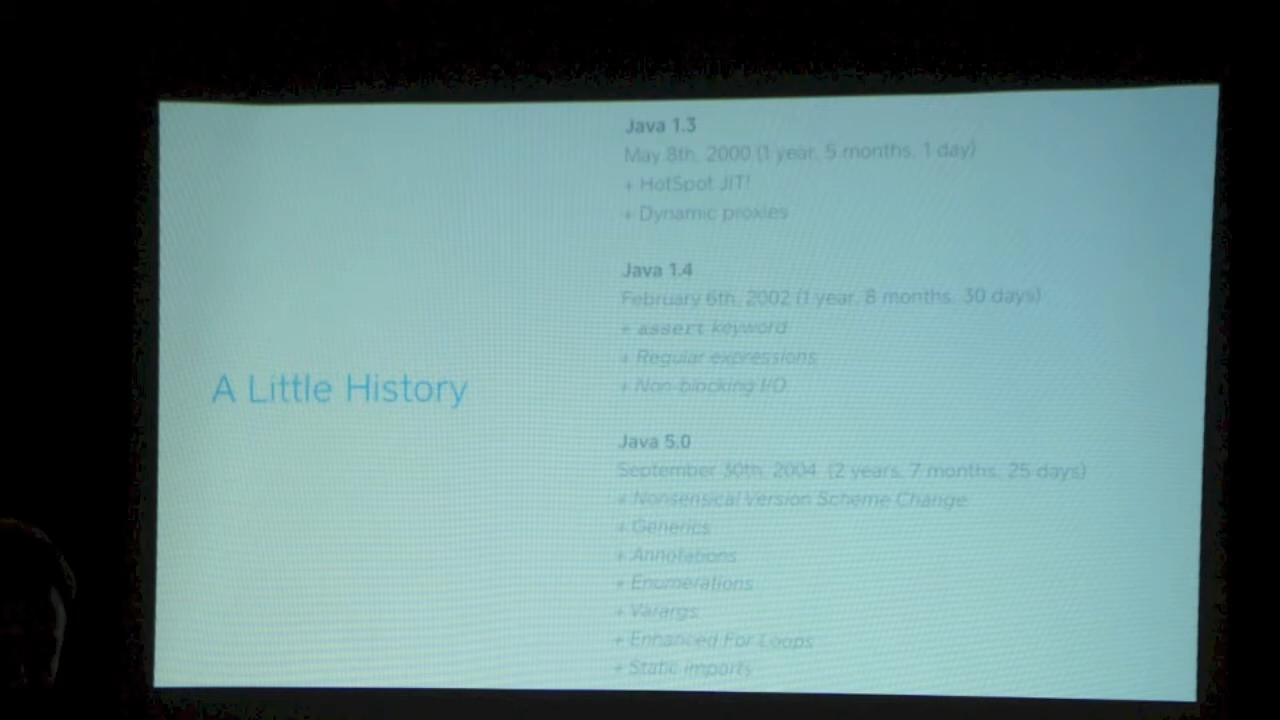 A Little History
Java 1.3
May 8th, 2000 (1 year, 5 months, 1 day)
+ HotSpot JIT!
+ Dynamic proxies
Java 1.4
February 6th, 2002 (1 year, 8 months, 30 days)
+ assert keyword
+ Regular expressions
+ Non-blocking I/O
Java 5.0
September 30th, 2004 (2 years, 7 months, 25 days)
+ Nonsensical Version Scheme Change
+ Generics
+ Annotations
+ Enumerations
+ Varargs
+ Enhanced For Loops
+ Static imports